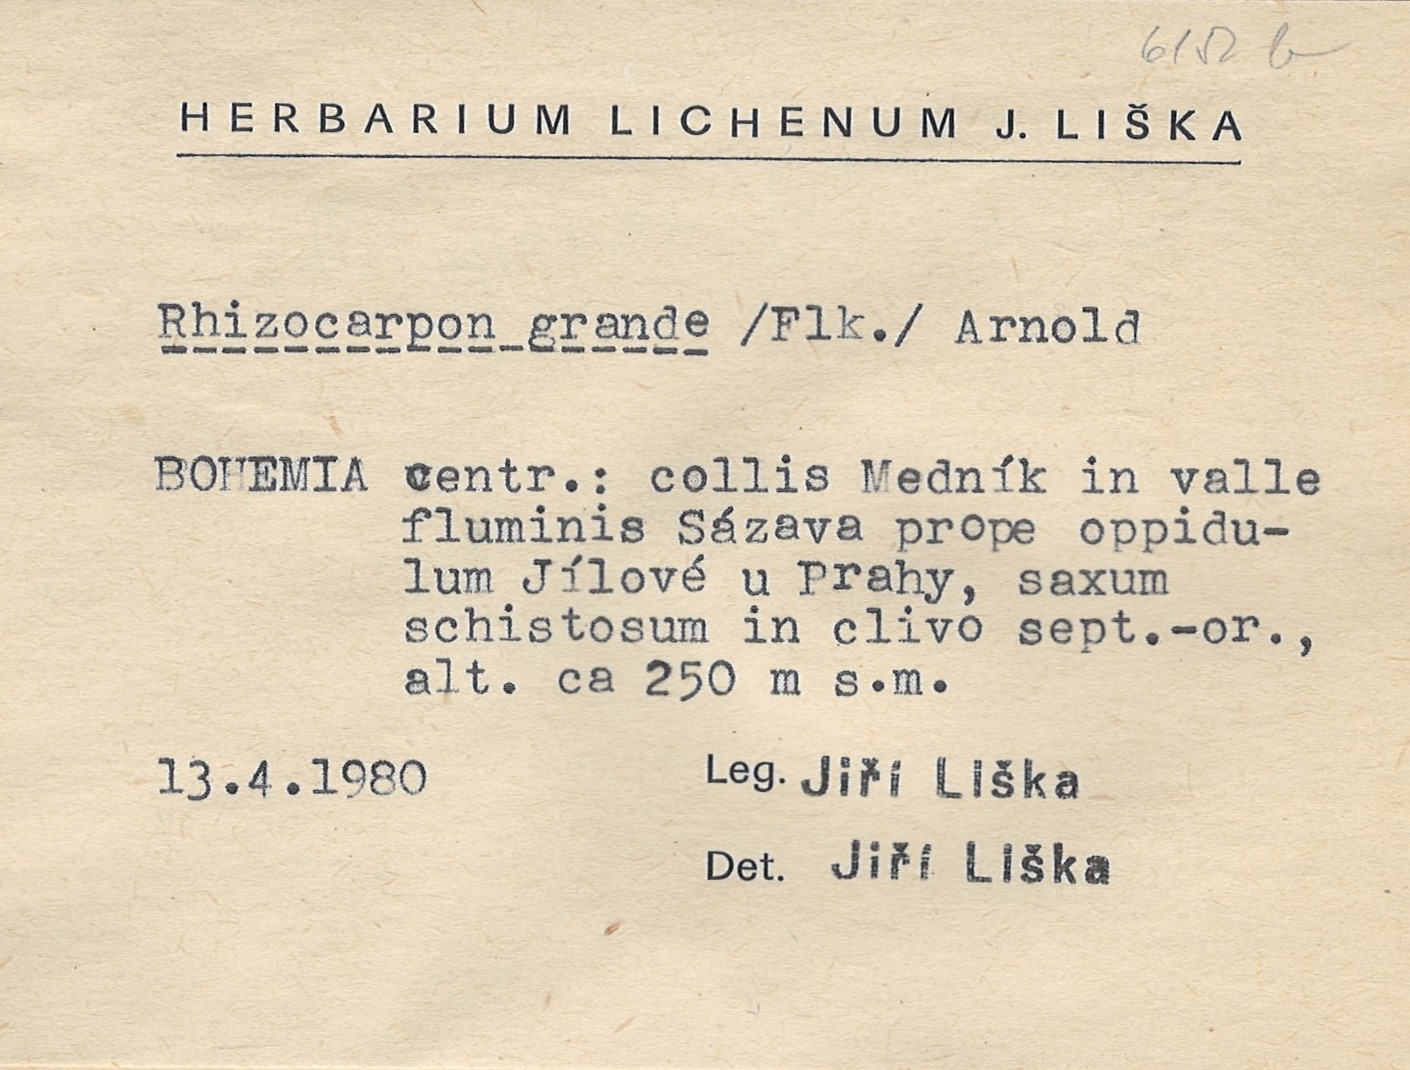 6152 b
HERBARIUM LICHENUM J. LIŠKA
Rhizocarpon grande /Flk./ Arnold
BOHEMIA centr.: collis Medník in valle
fluminis Sázava prope oppidu-
lum Jílové u Prahy, saxum
schistosum in clivo sept.-or.,
alt. ca 250 m s.m.
13.4.1980
Leg. Jiří Liška
Det. Jiří Liška